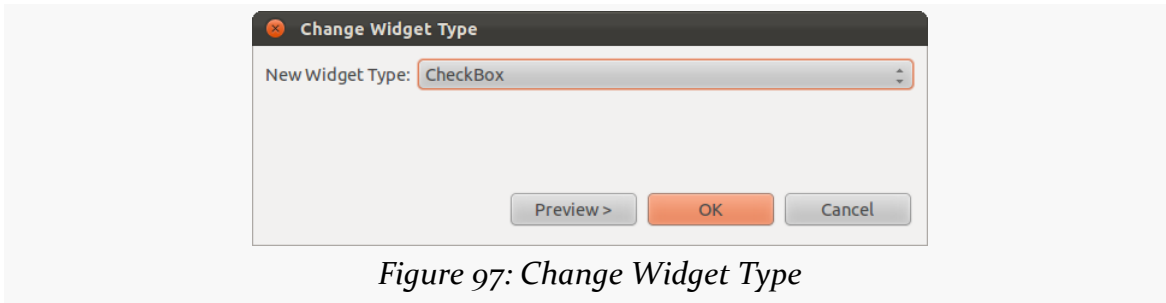 Change Widget Type
New Widget Type: CheckBox
Preview > OK Cancel
Figure 97: Change Widget Type